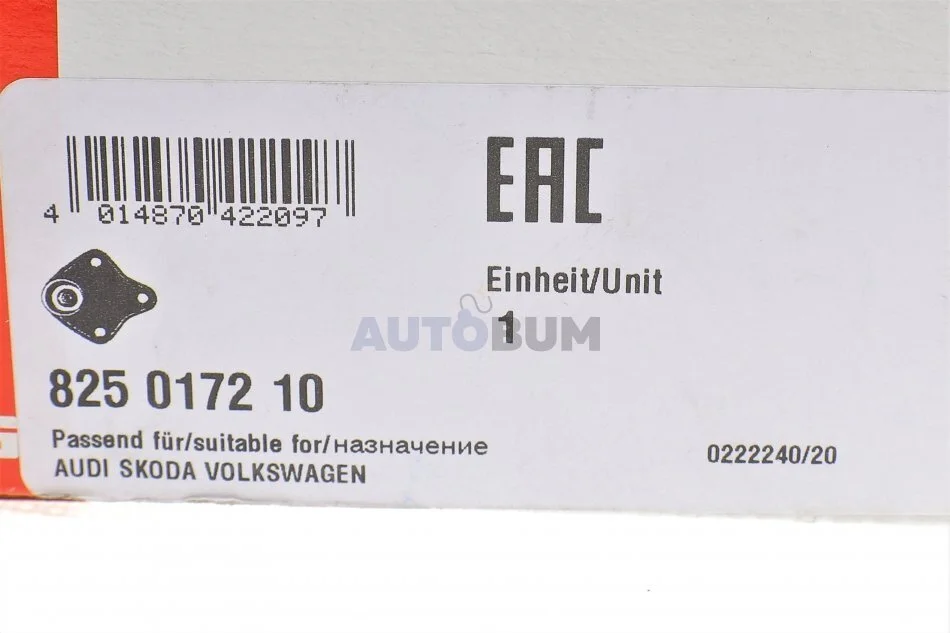 EAC
4 014870 422097
Einheit/Unit
1
AUTOBUM
825 0172 10
Passend für/suitable for/назначение
AUDI SKODA VOLKSWAGEN
0222240/20